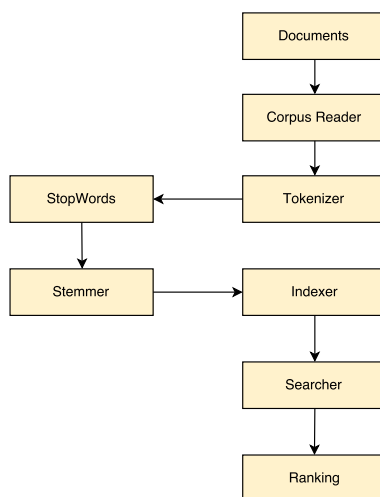 Documents
Corpus Reader
Tokenizer
StopWords
Stemmer
Indexer
Searcher
Ranking